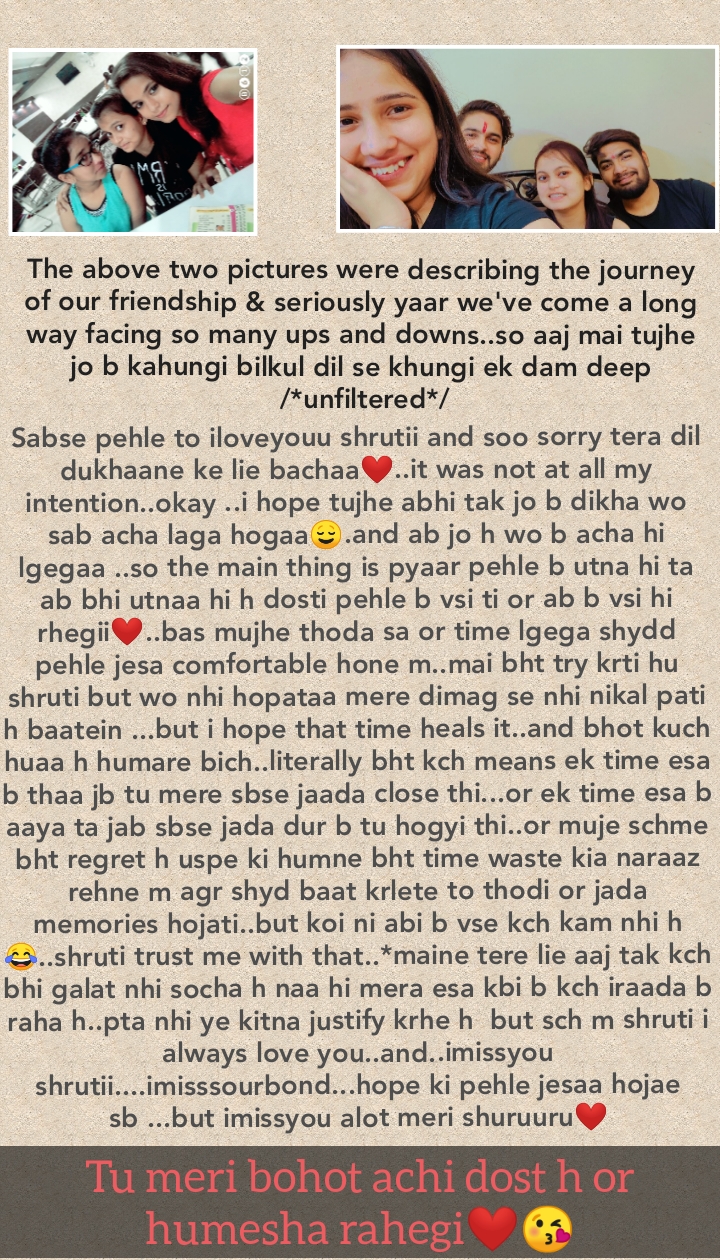 The above two pictures were describing the journey
of our friendship & seriously yaar we've come a long
way facing so many ups and downs..so aaj mai tujhe
jo b kahungi bilkul dil se khungi ek dam deep
/*unfiltered*/
Sabse pehle to iloveyouu shrutii and soo sorry tera dil
dukhaane ke lie bachaa❤️..it was not at all my
intention..okay ..i hope tujhe abhi tak jo b dikha wo
sab acha laga hogaa😌.and ab jo h wo b acha hi
lgegaa ..so the main thing is pyaar pehle b utna hi ta
ab bhi utnaa hi h dosti pehle b vsi ti or ab b vsi hi
rhegii❤️..bas mujhe thoda sa or time lgega shydd
pehle jesa comfortable hone m..mai bht try krti hu
shruti but wo nhi hopataa mere dimag se nhi nikal pati
h baatein ...but i hope that time heals it..and bhot kuch
huaa h humare bich..literally bht kch means ek time esa
b thaa jb tu mere sbse jaada close thi...or ek time esa b
aaya ta jab sbse jada dur b tu hogyi thi..or muje schme
bht regret h uspe ki humne bht time waste kia naraaz
rehne m agr shyd baat krlete to thodi or jada
memories hojati..but koi ni abi b vse kch kam nhi h
😂..shruti trust me with that..*maine tere lie aaj tak kch
bhi galat nhi socha h naa hi mera esa kbi b kch iraada b
raha h..pta nhi ye kitna justify krhe h  but sch m shruti i
always love you..and..imissyou
shrutii....imisssourbond...hope ki pehle jesaa hojae
sb ...but imissyou alot meri shuruuru❤️
Tu meri bohot achi dost h or
humesha rahegi❤️😘